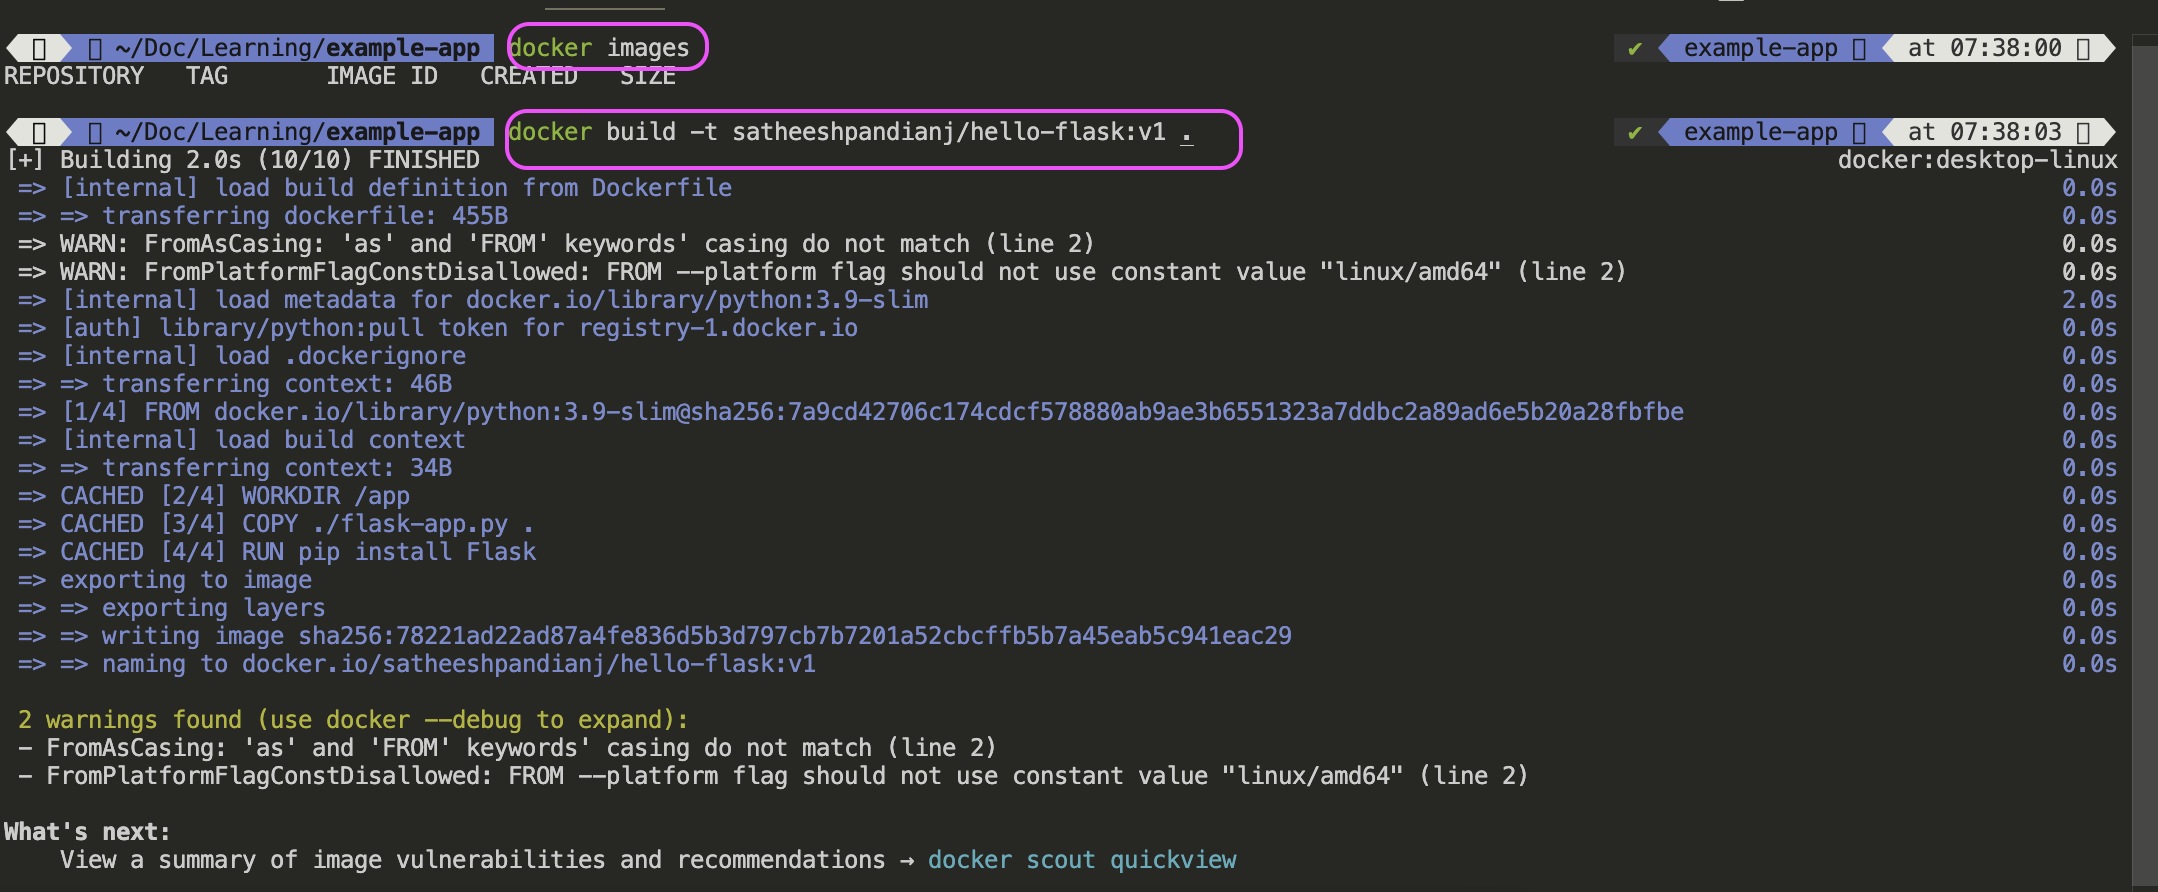 ~/Doc/Learning/example-app docker images ✔ example-app at 07:38:00
REPOSITORY TAG IMAGE ID CREATED SIZE
~/Doc/Learning/example-app docker build -t satheeshpandianj/hello-flask:v1 . ✔ example-app at 07:38:03
[+] Building 2.0s (10/10) FINISHED docker:desktop-linux
=> [internal] load build definition from Dockerfile 0.0s
=> => transferring dockerfile: 455B 0.0s
=> WARN: FromAsCasing: 'as' and 'FROM' keywords' casing do not match (line 2) 0.0s
=> WARN: FromPlatformFlagConstDisallowed: FROM --platform flag should not use constant value "linux/amd64" (line 2) 0.0s
=> [internal] load metadata for docker.io/library/python:3.9-slim 2.0s
=> [auth] library/python:pull token for registry-1.docker.io 0.0s
=> [internal] load .dockerignore 0.0s
=> => transferring context: 46B 0.0s
=> [1/4] FROM docker.io/library/python:3.9-slim@sha256:7a9cd42706c174cdcf578880ab9ae3b6551323a7ddbc2a89ad6e5b20a28fbfbe 0.0s
=> [internal] load build context 0.0s
=> => transferring context: 34B 0.0s
=> CACHED [2/4] WORKDIR /app 0.0s
=> CACHED [3/4] COPY ./flask-app.py . 0.0s
=> CACHED [4/4] RUN pip install Flask 0.0s
=> exporting to image 0.0s
=> => exporting layers 0.0s
=> => writing image sha256:78221ad22ad87a4fe836d5b3d797cb7b7201a52cbcffb5b7a45eab5c941eac29 0.0s
=> => naming to docker.io/satheeshpandianj/hello-flask:v1 0.0s
2 warnings found (use docker --debug to expand):
- FromAsCasing: 'as' and 'FROM' keywords' casing do not match (line 2)
- FromPlatformFlagConstDisallowed: FROM --platform flag should not use constant value "linux/amd64" (line 2)
What's next:
View a summary of image vulnerabilities and recommendations → docker scout quickview